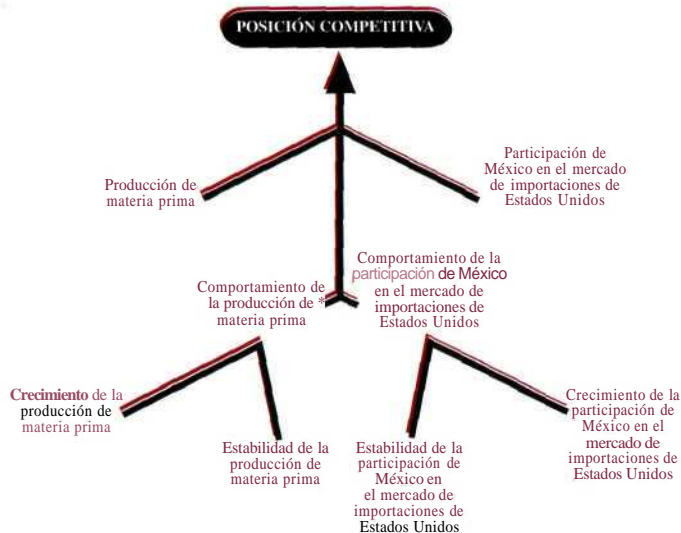 POSICIÓN COMPETITIVA
Producción de
materia prima
Participación de
México en el mercado
de importaciones de
Estados Unidos
Comportamiento de
la producción de *
materia prima
Comportamiento de la
participación de México
en el mercado de
importaciones de
Estados Unidos
Crecimiento de la
producción de
materia prima
Estabilidad de la
producción de
materia prima
Estabilidad de la
participación de
México en
el mercado de
importaciones de
Estados Unidos
Crecimiento de la
participación de
México en el
mercado de
importaciones de
Estados Unidos